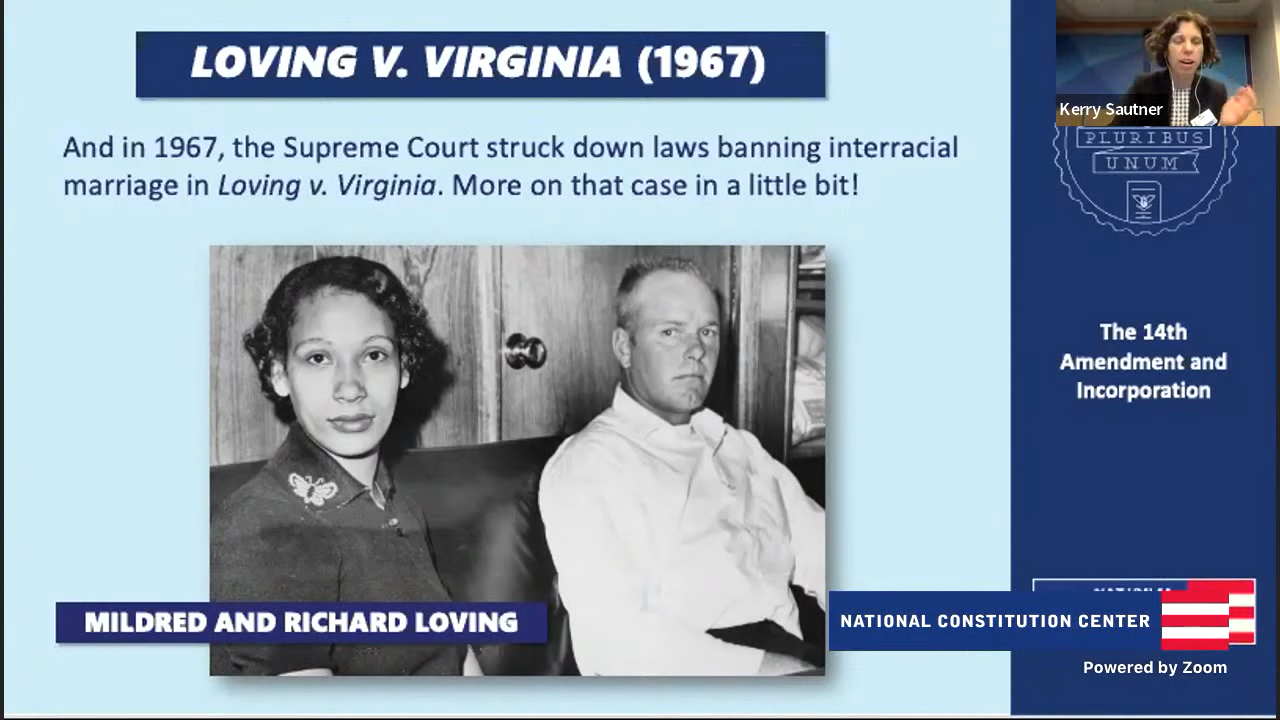 LOVING V. VIRGINIA (1967)
And in 1967, the Supreme Court struck down laws banning interracial
marriage in Loving v. Virginia. More on that case in a little bit!
MILDRED AND RICHARD LOVING
Kerry Sautner
PLURIBUS
UNUM
The 14th
Amendment and
Incorporation
NATIONAL CONSTITUTION CENTER
Powered by Zoom